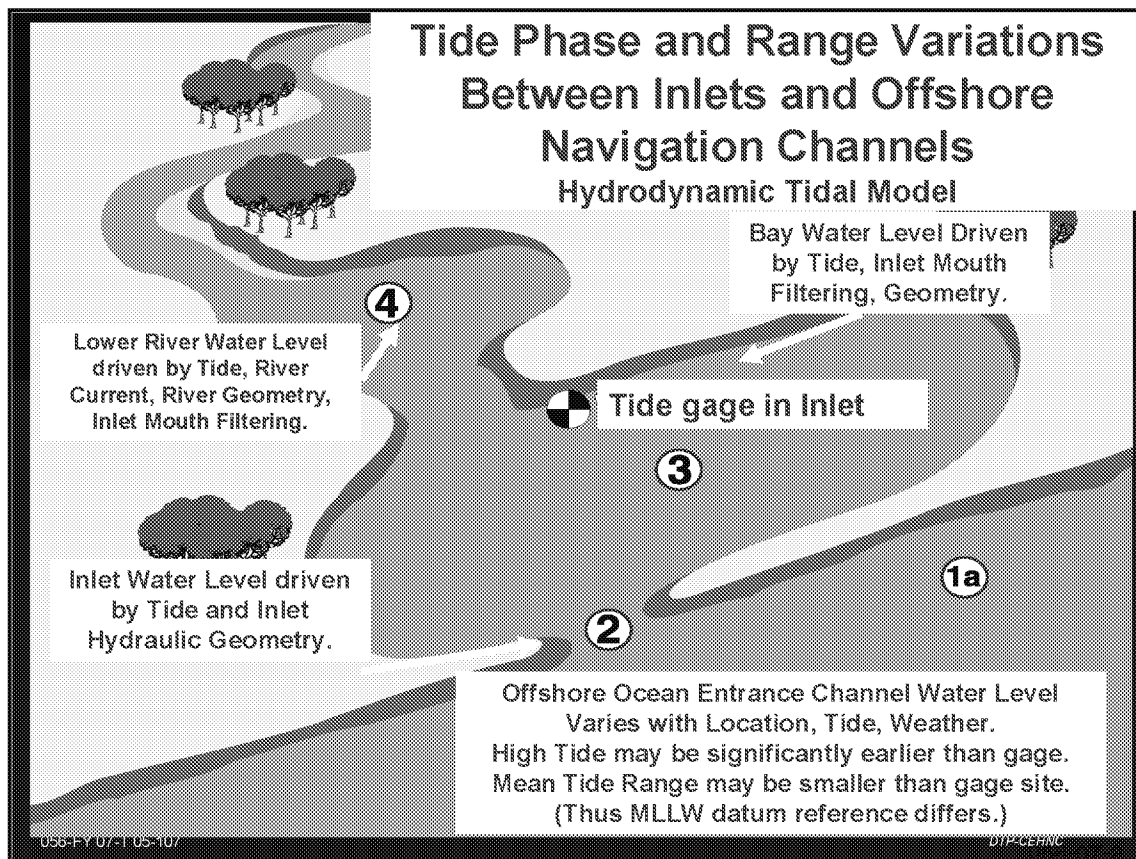 Tide Phase and Range Variations
Between Inlets and Offshore
Navigation Channels
Hydrodynamic Tidal Model
Bay Water Level Driven
by Tide, Inlet Mouth
Filtering, Geometry.
4
Lower River Water Level
driven by Tide, River
Current, River Geometry,
Inlet Mouth Filtering.
Tide gage in Inlet
3
1a
Inlet Water Level driven
by Tide and Inlet
Hydraulic Geometry.
2
Offshore Ocean Entrance Channel Water Level
Varies with Location, Tide, Weather.
High Tide may be significantly earlier than gage.
Mean Tide Range may be smaller than gage site.
(Thus MLLW datum reference differs.)
DTP-CEHNC